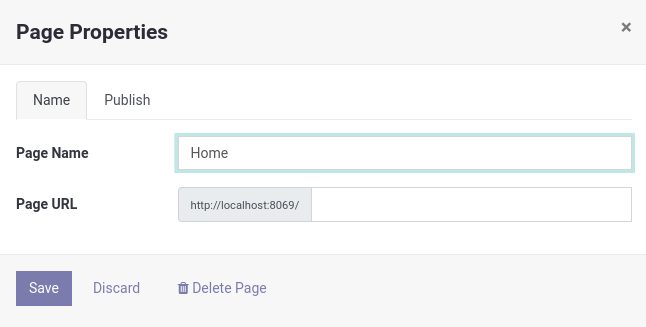 Page Properties
×
Name Publish
Page Name Home
Page URL http://localhost:8069/
Save Discard Delete Page